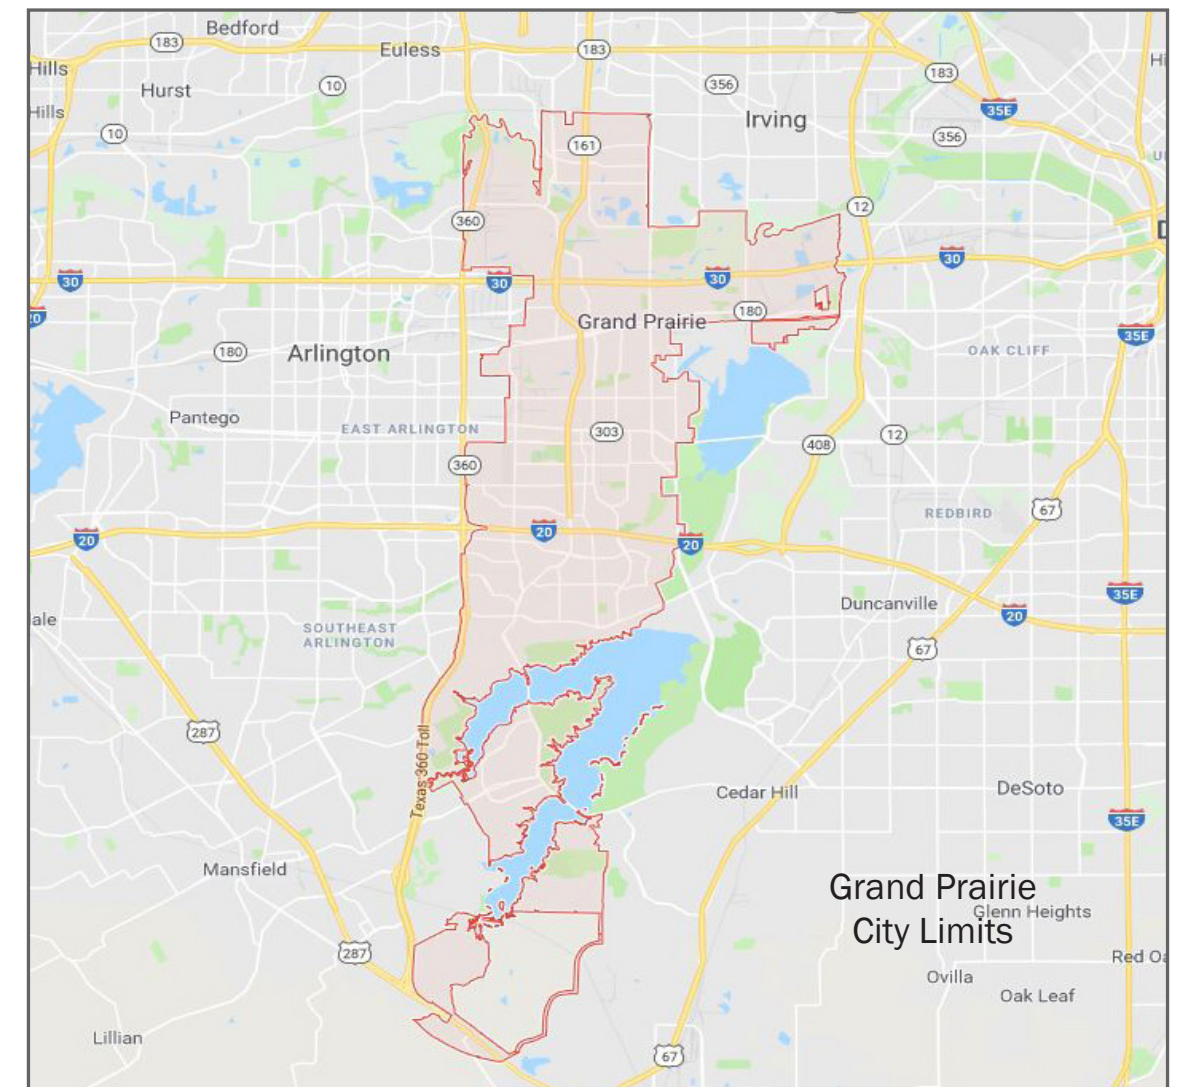 Bedford
183
Euless
183
Hills
Hurst
10
356
183
35E
Hills
Irving
10
161
356
360
12
30
30
30
30
180
20
Grand Prairie
180
Arlington
35E
OAK CLIFF
Pantego
EAST ARLINGTON
303
12
408
360
67
REDBIRD
20
20
20
35E
Duncanville
20
ale
SOUTHEAST
ARLINGTON
67
287
Texas 360 Toll
Cedar Hill
DeSoto
35E
Mansfield
Grand Prairie
City Limits
Glenn Heights
287
Red Oa
Ovilla
Oak Leaf
Lillian
67